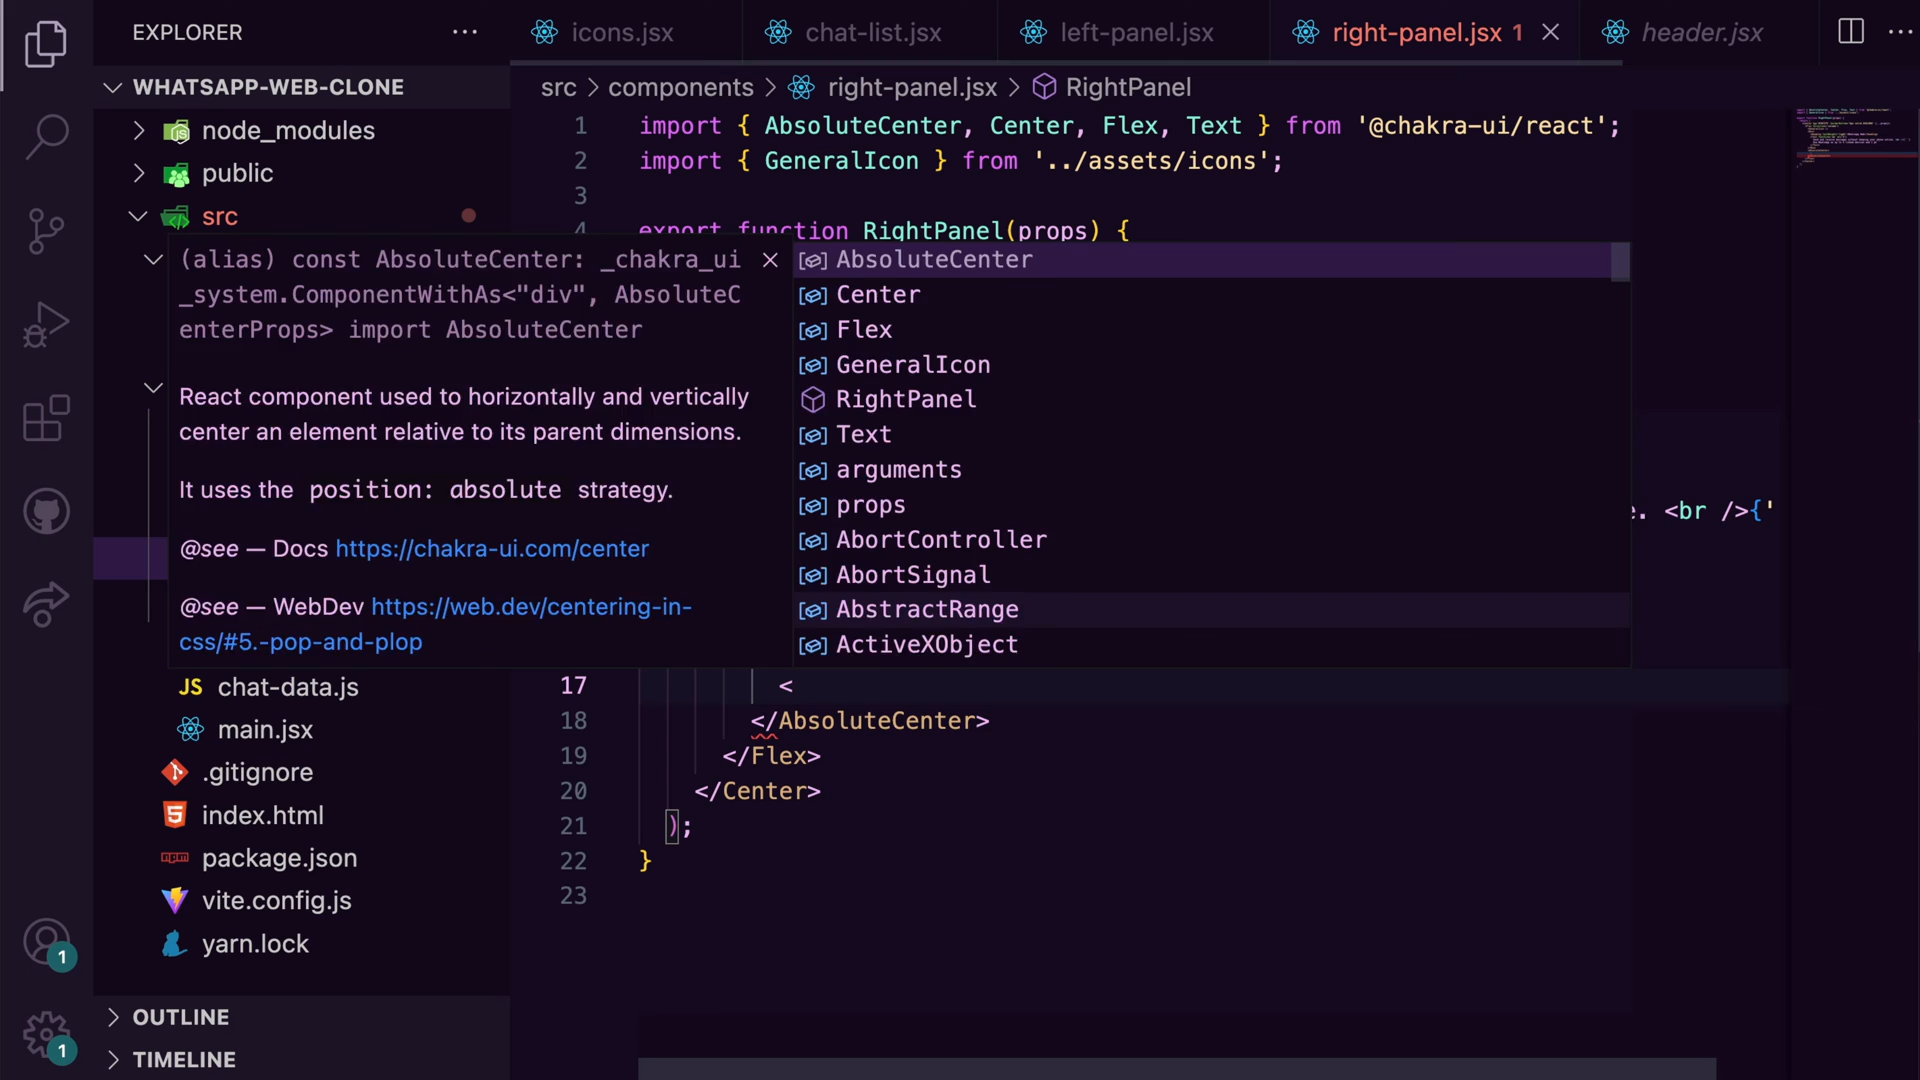 EXPLORER
icons.jsx
chat-list.jsx
left-panel.jsx
right-panel.jsx 1
header.jsx
WHATSAPP-WEB-CLONE
src > components > right-panel.jsx > RightPanel
node_modules
public
src
1 import { AbsoluteCenter, Center, Flex, Text } from '@chakra-ui/react';
2 import { GeneralIcon } from '../assets/icons';
3
4 export function RightPanel(props) {
(alias) const AbsoluteCenter: _chakra_ui
_system.ComponentWithAs<"div", AbsoluteC
enterProps> import AbsoluteCenter
React component used to horizontally and vertically
center an element relative to its parent dimensions.
It uses the position: absolute strategy.
@see — Docs https://chakra-ui.com/center
@see — WebDev https://web.dev/centering-in-
css/#5.-pop-and-plop
AbsoluteCenter
Center
Flex
GeneralIcon
RightPanel
Text
arguments
props
AbortController
AbortSignal
AbstractRange
ActiveXObject
e. <br />{'
17 <
18 </AbsoluteCenter>
19 </Flex>
20 </Center>
21 );
22 }
23
JS chat-data.js
main.jsx
.gitignore
index.html
package.json
vite.config.js
yarn.lock
1
OUTLINE
1
TIMELINE